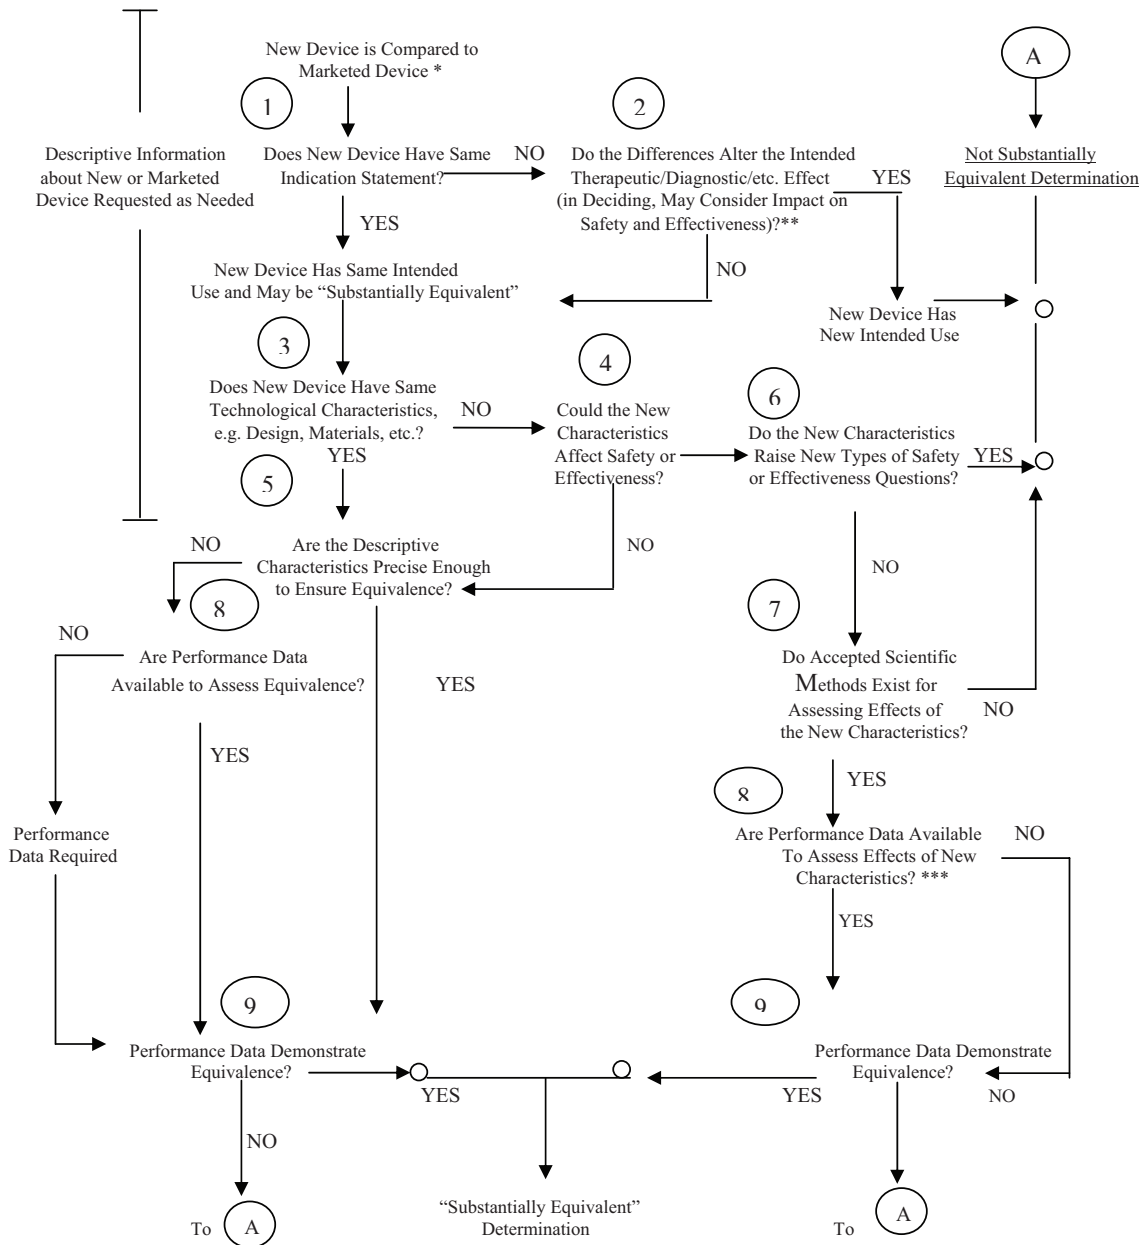 New Device is Compared to
Marketed Device *
A
1
2
Descriptive Information
about New or Marketed
Device Requested as Needed
Does New Device Have Same
Indication Statement?
NO
Do the Differences Alter the Intended
Therapeutic/Diagnostic/etc. Effect
(in Deciding, May Consider Impact on
Safety and Effectiveness)?**
YES
Not Substantially
Equivalent Determination
YES
NO
New Device Has Same Intended
Use and May be “Substantially Equivalent”
New Device Has
New Intended Use
3
4
6
Does New Device Have Same
Technological Characteristics,
e.g. Design, Materials, etc.?
NO
YES
Could the New
Characteristics
Affect Safety or
Effectiveness?
Do the New Characteristics
Raise New Types of Safety
or Effectiveness Questions?
YES
5
NO
Are the Descriptive
Characteristics Precise Enough
to Ensure Equivalence?
NO
NO
8
7
NO
Are Performance Data
Available to Assess Equivalence?
YES
Do Accepted Scientific
Methods Exist for
Assessing Effects of
the New Characteristics?
NO
YES
YES
8
Performance
Data Required
Are Performance Data Available
To Assess Effects of New
Characteristics? ***
NO
YES
9
9
Performance Data Demonstrate
Equivalence?
YES
YES
Performance Data Demonstrate
Equivalence?
NO
NO
To A
“Substantially Equivalent”
Determination
To A